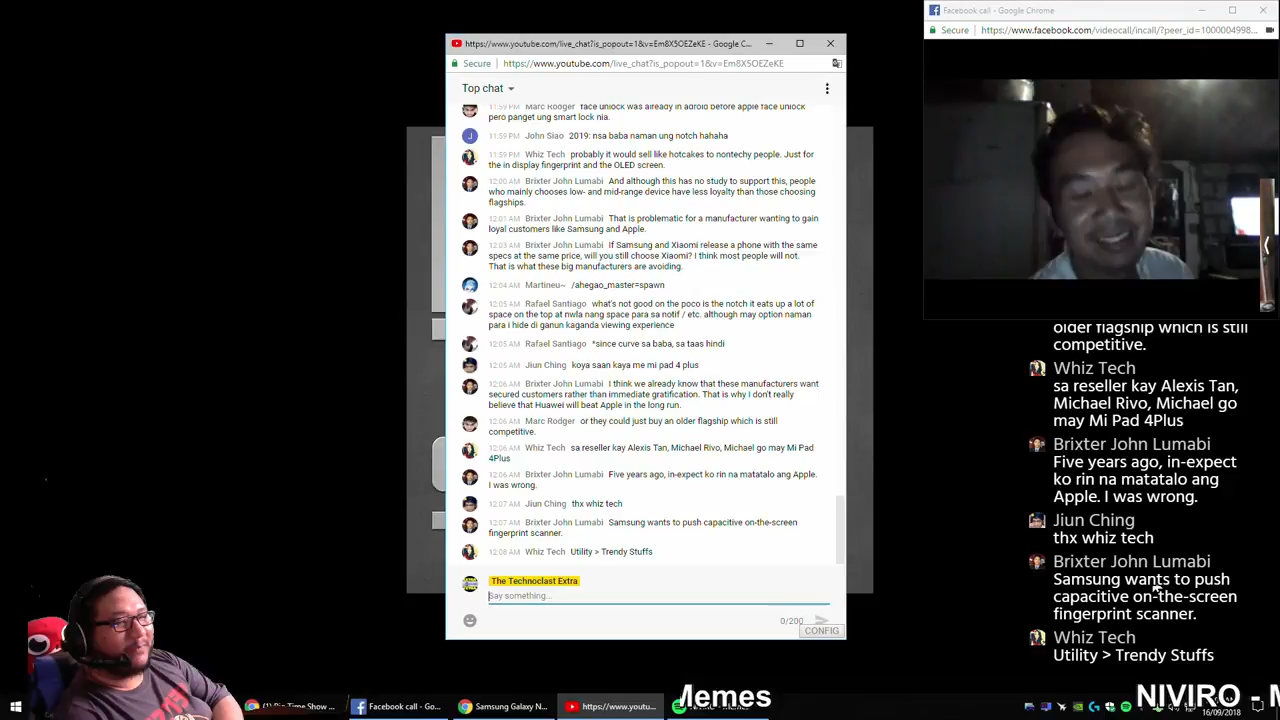 Facebook call - Google Chrome
Secure https://www.facebook.com/videocall/incall/?peer_id=1000004998...
https://www.youtube.com/live_chat?is_popout=1&v=Em8X5OEZeKE - Google C...
Secure https://www.youtube.com/live_chat?is_popout=1&v=Em8X5OEZeKE
Top chat
11:59 PM Marc Rodger face unlock was already in adroid before apple face unlock
pero panget ung smart lock nia.
J 11:59 PM John Siao 2019: nsa baba naman ung notch hahaha
11:59 PM Whiz Tech probably it would sell like hotcakes to nontechy people. Just for
the in display fingerprint and the OLED screen.
12:00 AM Brixter John Lumabi And although this has no study to support this, people
who mainly chooses low- and mid-range device have less loyalty than those choosing
flagships.
12:01 AM Brixter John Lumabi That is problematic for a manufacturer wanting to gain
loyal customers like Samsung and Apple.
12:03 AM Brixter John Lumabi If Samsung and Xiaomi release a phone with the same
specs at the same price, will you still choose Xiaomi? I think most people will not.
That is what these big manufacturers are avoiding.
12:04 AM Martineu~ /ahegao_master=spawn
12:05 AM Rafael Santiago what's not good on the poco is the notch it eats up a lot of
space on the top at nwla nang space para sa notif / etc. although may option naman
para i hide di ganun kaganda viewing experience
12:05 AM Rafael Santiago *since curve sa baba, sa taas hindi
12:05 AM Jiun Ching koya saan kaya me mi pad 4 plus
12:06 AM Brixter John Lumabi I think we already know that these manufacturers want
secured customers rather than immediate gratification. That is why I don't really
believe that Huawei will beat Apple in the long run.
12:06 AM Marc Rodger or they could just buy an older flagship which is still
competitive.
12:06 AM Whiz Tech sa reseller kay Alexis Tan, Michael Rivo, Michael go may Mi Pad
4Plus
12:06 AM Brixter John Lumabi Five years ago, in-expect ko rin na matatalo ang Apple.
I was wrong.
12:07 AM Jiun Ching thx whiz tech
12:07 AM Brixter John Lumabi Samsung wants to push capacitive on-the-screen
fingerprint scanner.
12:08 AM Whiz Tech Utility > Trendy Stuffs
The Technoclast Extra
Say something...
0/200
CONFIG
older flagship which is still
competitive.
Whiz Tech
sa reseller kay Alexis Tan,
Michael Rivo, Michael go
may Mi Pad 4Plus
Brixter John Lumabi
Five years ago, in-expect
ko rin na matatalo ang
Apple. I was wrong.
Jiun Ching
thx whiz tech
Brixter John Lumabi
Samsung wants to push
capacitive on-the-screen
fingerprint scanner.
Whiz Tech
Utility > Trendy Stuffs
Memes NIVIRO -
(1) Big Time Show Facebook call - Go... Samsung Galaxy N... https://www.youtu...
16/09/2018